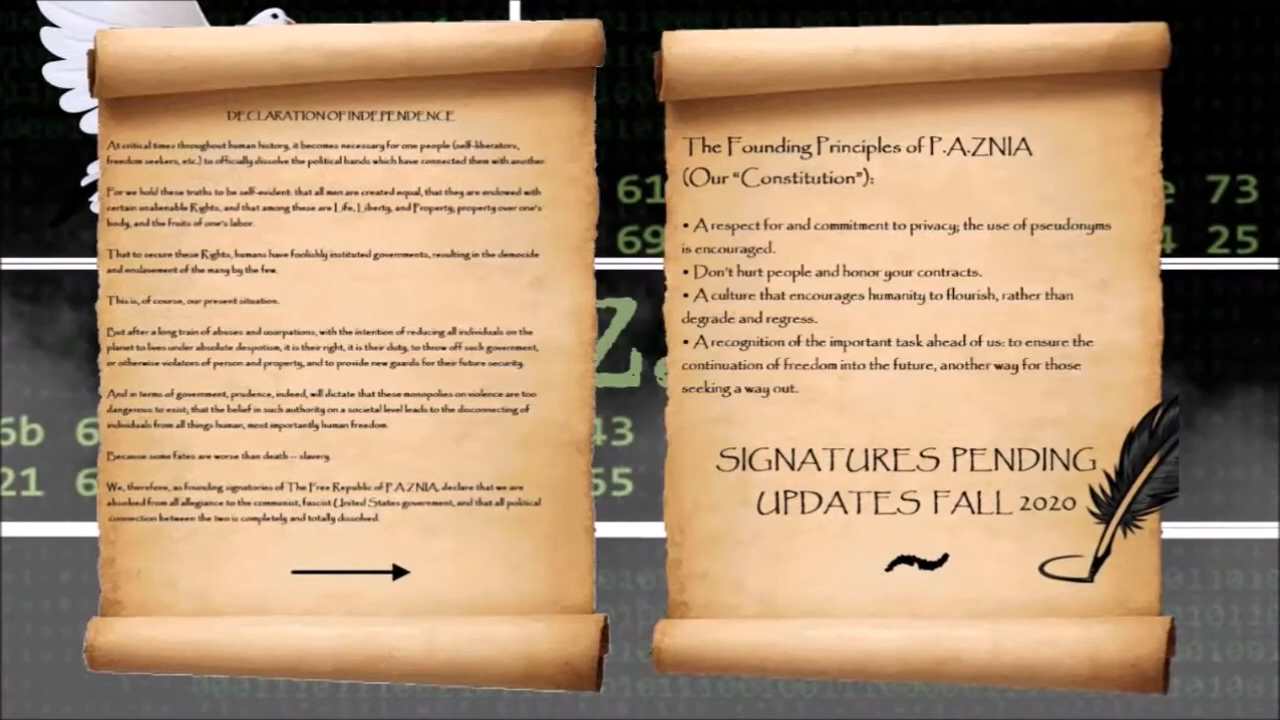 DECLARATION OF INDEPENDENCE
At critical times throughout human history, it becomes necessary for one people (self-liberators,
freedom seekers, etc.) to officially dissolve the political bands which have connected them with another.
For we hold these truths to be self-evident: that all men are created equal, that they are endowed with
certain unalienable Rights, and that among these are Life, Liberty, and Property, property over one's
body, and the fruits of one's labor.
That to secure these Rights, humans have foolishly instituted governments, resulting in the democide
and enslavement of the many by the few.
This is, of course, our present situation.
But after a long train of abuses and usurpations, with the intention of reducing all individuals on the
planet to lives under absolute despotism, it is their right, it is their duty, to throw off such government,
or otherwise violators of person and property, and to provide new guards for their future security.
And in terms of government, prudence, indeed, will dictate that these monopolies on violence are too
dangerous to exist; that the belief in such authority on a societal level leads to the disconnecting of
individuals from all things human, most importantly human freedom.
Because some fates are worse than death -- slavery.
We, therefore, as founding signatories of The Free Republic of P.A.ZNIA, declare that we are
absolved from all allegiance to the communist, fascist United States government, and that all political
connection between the two is completely and totally dissolved.
The Founding Principles of P.A.ZNIA
(Our "Constitution"):
• A respect for and commitment to privacy; the use of pseudonyms
is encouraged.
• Don't hurt people and honor your contracts.
• A culture that encourages humanity to flourish, rather than
degrade and regress.
• A recognition of the important task ahead of us: to ensure the
continuation of freedom into the future, another way for those
seeking a way out.
SIGNATURES PENDING
UPDATES FALL 2020
~
61 73
69 25
Z
6b 6 43
21 6 65